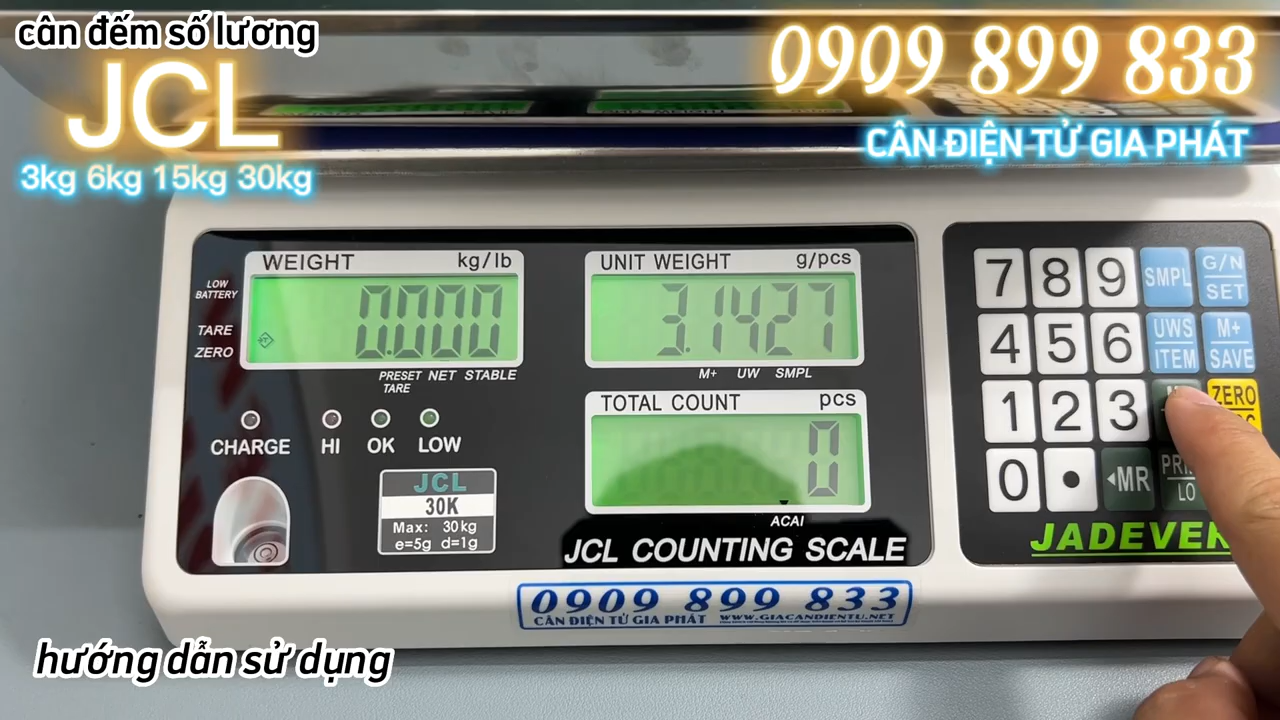 cân đếm số lương
JCL
3kg 6kg 15kg 30kg
0909 899 833
CÂN ĐIỆN TỬ GIA PHÁT
WEIGHT kg/lb
0.000
LOW BATTERY
TARE
ZERO
PRESET TARE NET STABLE
UNIT WEIGHT g/pcs
3.1427
M+ UW SMPL
TOTAL COUNT pcs
0
ACAI
CHARGE HI OK LOW
JCL
30K
Max: 30kg
e=5g d=1g
JCL COUNTING SCALE
7 8 9 SMPL G/N SET
4 5 6 UWS ITEM M+ SAVE
1 2 3 ZERO
0 • ◄MR LO
JADEVER
0909 899 833
CÂN ĐIỆN TỬ GIA PHÁT WWW.GIACANDIENTU.NET
hướng dẫn sử dụng